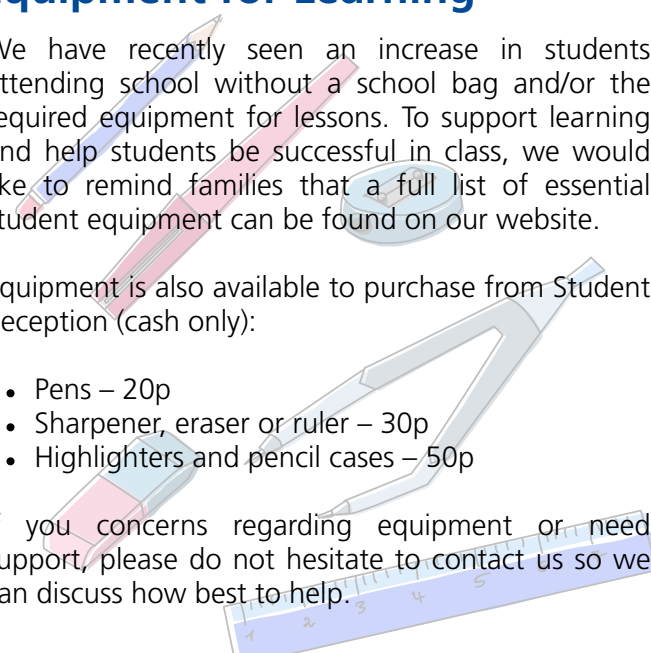 quipment for Learning
We have recently seen an increase in students
ttending school without a school bag and/or the
equired equipment for lessons. To support learning
nd help students be successful in class, we would
ke to remind families that a full list of essential
tudent equipment can be found on our website.
quipment is also available to purchase from Student
eception (cash only):
• Pens – 20p
• Sharpener, eraser or ruler – 30p
• Highlighters and pencil cases – 50p
you concerns regarding equipment or need
upport, please do not hesitate to contact us so we
an discuss how best to help.
1 2 3 4 5